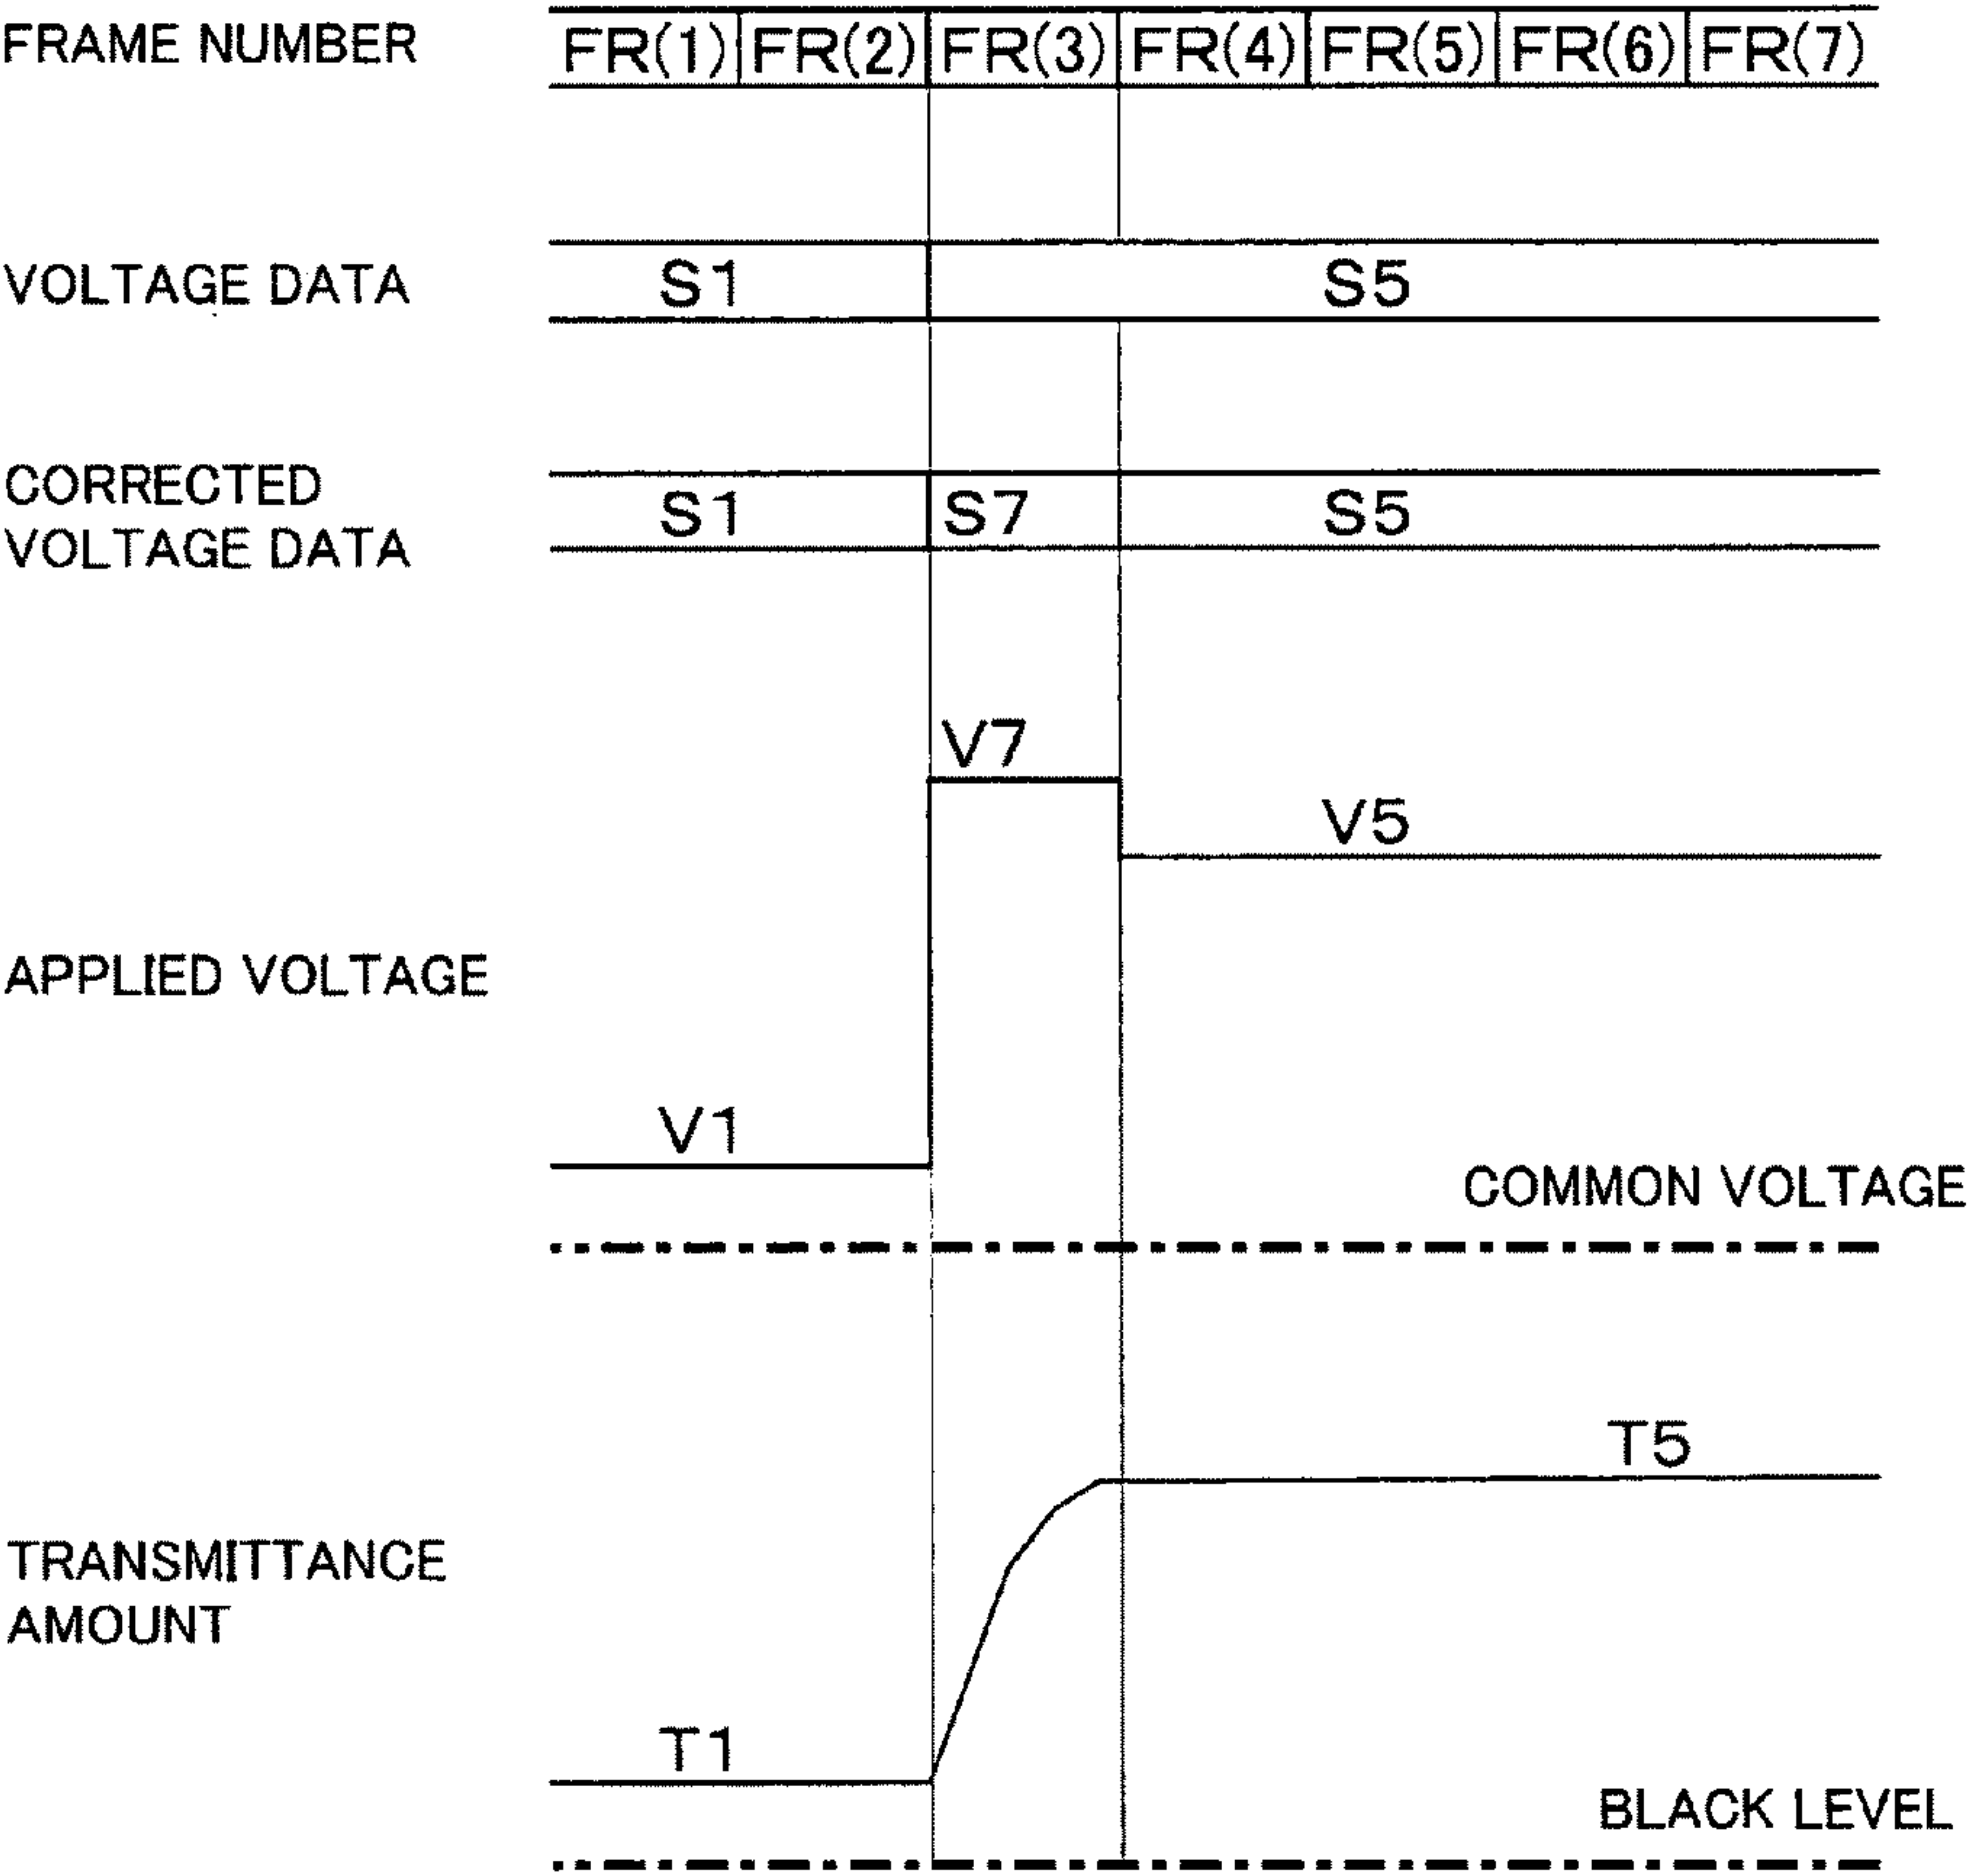 FRAME NUMBER FR(1) FR(2) FR(3) FR(4) FR(5) FR(6) FR(7)
VOLTAGE DATA S1 S5
CORRECTED
VOLTAGE DATA
S1 S7 S5
V7
V5
APPLIED VOLTAGE
V1
COMMON VOLTAGE
T5
TRANSMITTANCE
AMOUNT
T1
BLACK LEVEL